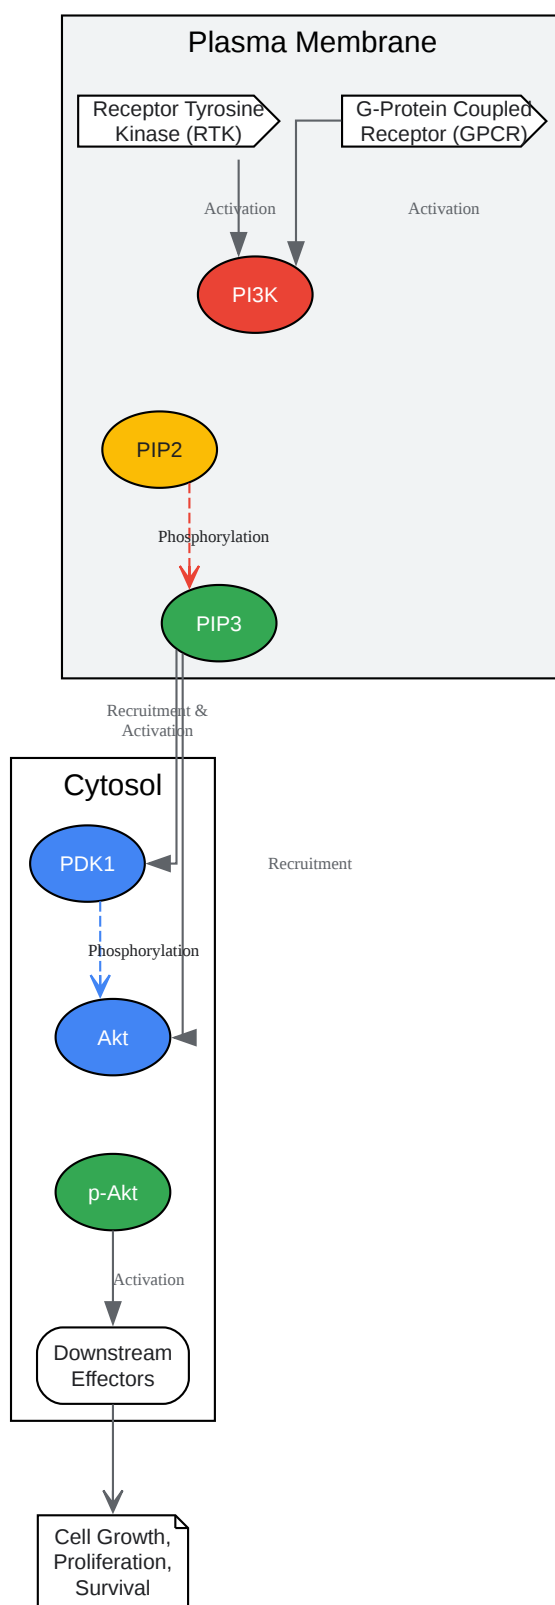 Plasma Membrane
Receptor Tyrosine
Kinase (RTK)
G-Protein Coupled
Receptor (GPCR)
Activation
Activation
PI3K
PIP2
Phosphorylation
PIP3
Recruitment &
Activation
Cytosol
PDK1
Recruitment
Phosphorylation
Akt
p-Akt
Activation
Downstream
Effectors
Cell Growth,
Proliferation,
Survival